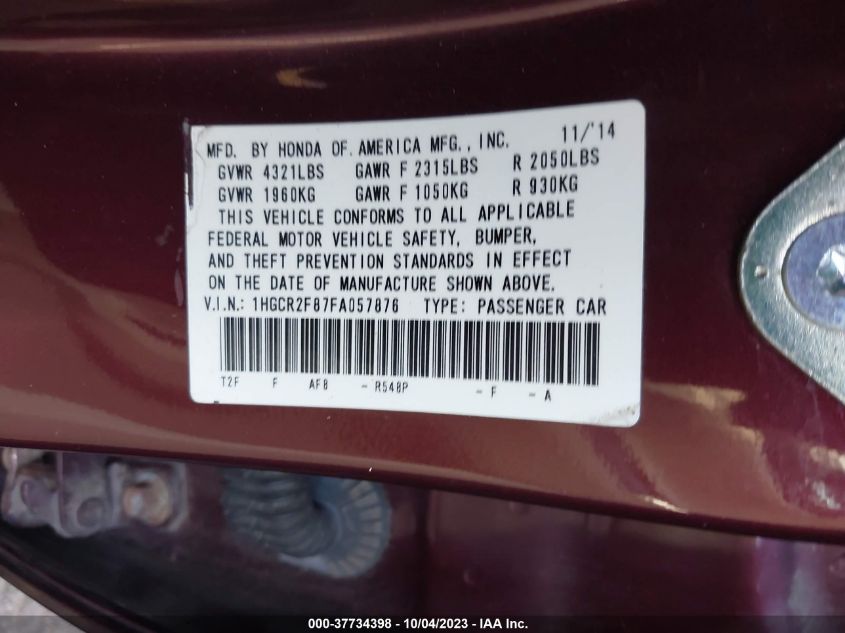 MFD. BY HONDA OF AMERICA MFG., INC. 11/'14
GVWR 4321LBS GAWR F 2315LBS R 2050LBS
GVWR 1960KG GAWR F 1050KG R 930KG
THIS VEHICLE CONFORMS TO ALL APPLICABLE
FEDERAL MOTOR VEHICLE SAFETY, BUMPER,
AND THEFT PREVENTION STANDARDS IN EFFECT
ON THE DATE OF MANUFACTURE SHOWN ABOVE.
V.I.N.: 1HGCR2F87FA057876 TYPE: PASSENGER CAR
T2F F AF8 - R548P - F - A
000-37734398 - 10/04/2023 - IAA Inc.